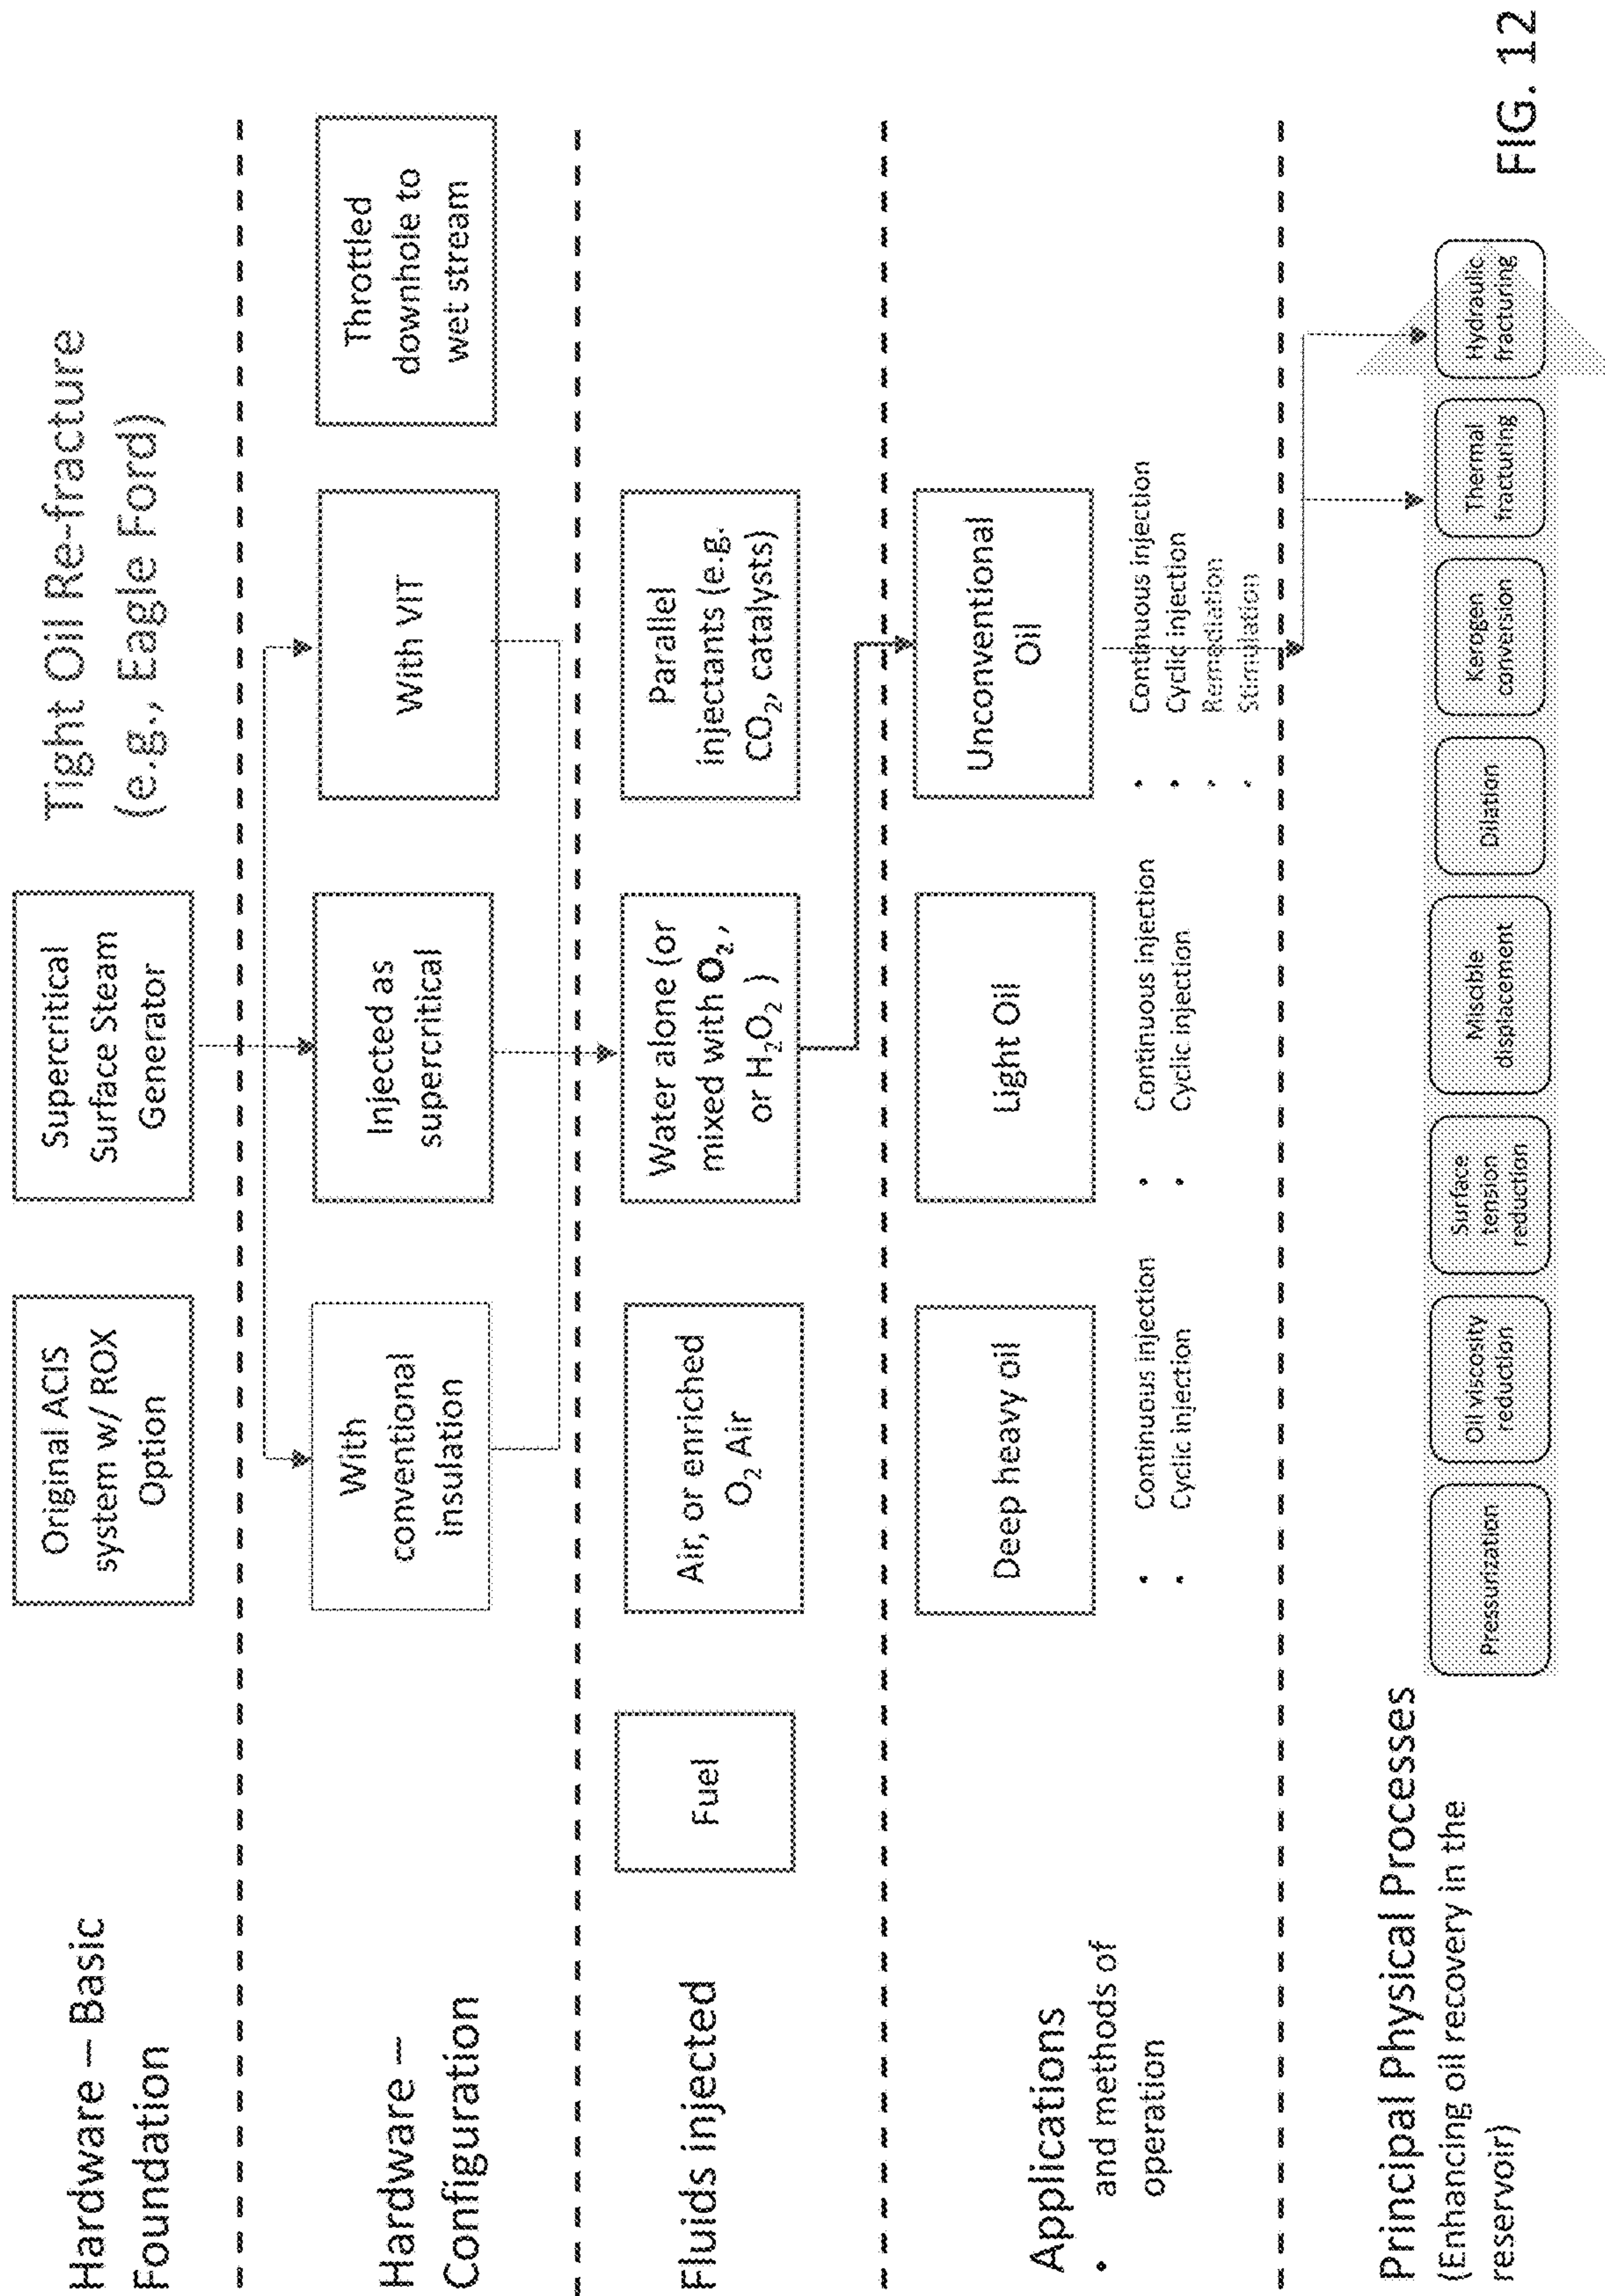 Hardware – Basic
Foundation
Original ACIS
system w/ ROX
Option
Supercritical
Surface Steam
Generator
Tight Oil Re-fracture
(e.g., Eagle Ford)
Hardware –
Configuration
With
conventional
insulation
Injected as
supercritical
With VIT
Throttled
downhole to
wet stream
Fluids injected
Fuel
Air, or enriched
O₂ Air
Water alone (or
mixed with O₂ ,
or H₂O₂ )
Parallel
injectants (e.g.
CO₂, catalysts)
Applications
• and methods of
operation
Deep heavy oil
• Continuous injection
• Cyclic injection
Light Oil
• Continuous injection
• Cyclic injection
Unconventional
Oil
• Continuous injection
• Cyclic injection
• Remediation
• Stimulation
Principal Physical Processes
(Enhancing oil recovery in the
reservoir)
Pressurization
Oil viscosity
reduction
Surface
tension
reduction
Miscible
displacement
Dilation
Kerogen
conversion
Thermal
fracturing
Hydraulic
fracturing
FIG. 12